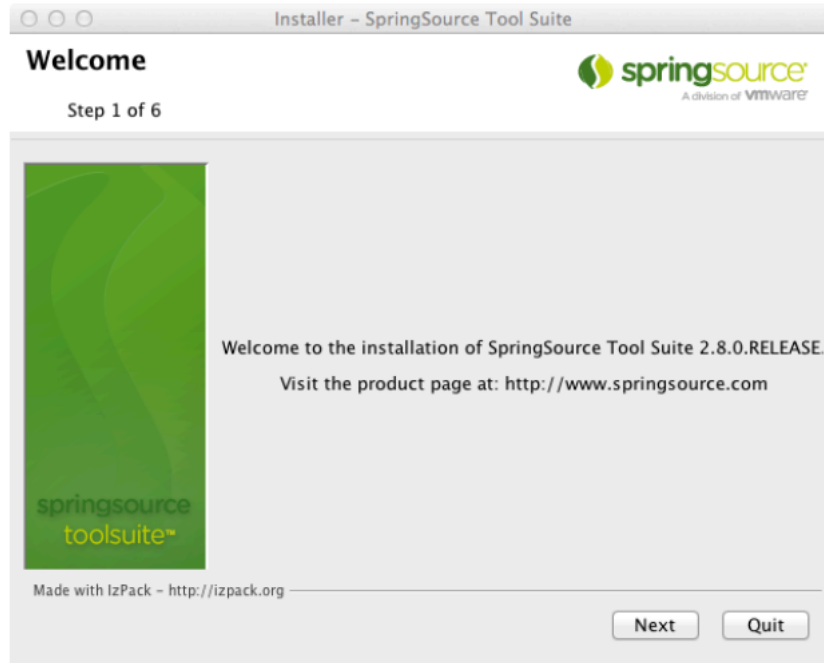 Installer – SpringSource Tool Suite
Welcome
springsource
A division of vmware
Step 1 of 6
Welcome to the installation of SpringSource Tool Suite 2.8.0.RELEASE.
Visit the product page at: http://www.springsource.com
springsource
toolsuite™
Made with IzPack – http://izpack.org
Next
Quit